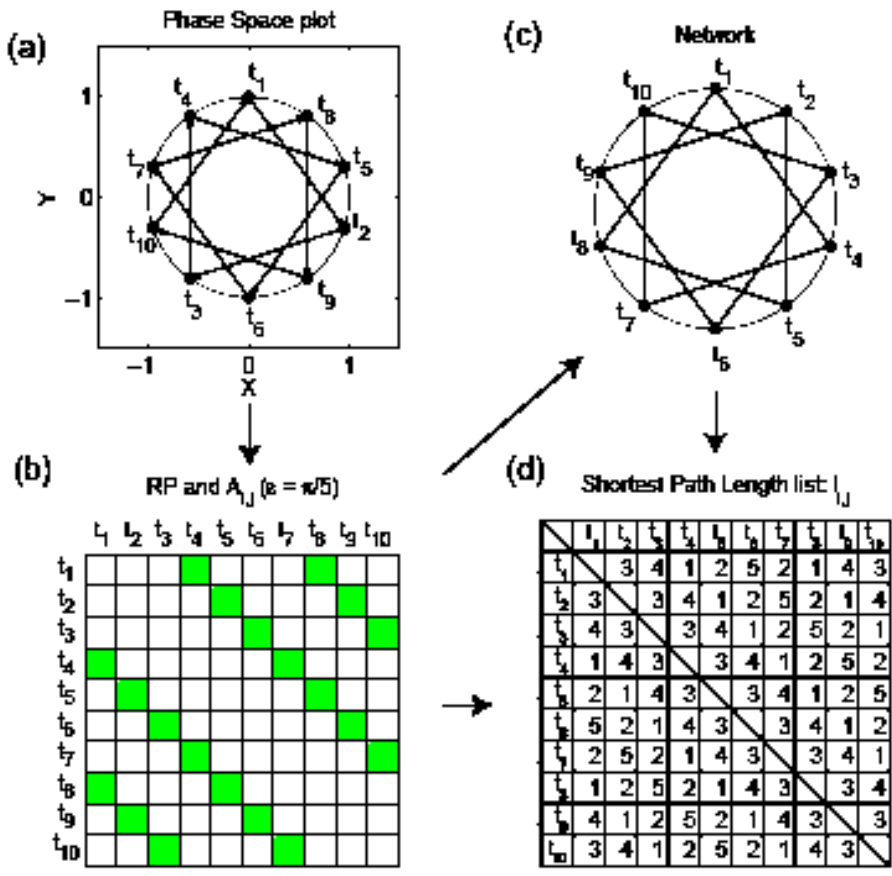 (a)
Phase Space plot
t1
t8
t5
t2
t9
t6
t3
t10
t7
t4
1
0
−1
Y
−1 0 1
X
(c)
Network
t1
t2
t3
t4
t5
t6
t7
t8
t9
t10
(b)
RP and Ai,j (ε = π/5)
t1 t2 t3 t4 t5 t6 t7 t8 t9 t10
t1
t2
t3
t4
t5
t6
t7
t8
t9
t10
(d)
Shortest Path Length list: li,j
t1 t2 t3 t4 t5 t6 t7 t8 t9 t10
t1 3 4 1 2 5 2 1 4 3
t2 3 3 4 1 2 5 2 1 4
t3 4 3 3 4 1 2 5 2 1
t4 1 4 3 3 4 1 2 5 2
t5 2 1 4 3 3 4 1 2 5
t6 5 2 1 4 3 3 4 1 2
t7 2 5 2 1 4 3 3 4 1
t8 1 2 5 2 1 4 3 3 4
t9 4 1 2 5 2 1 4 3 3
t10 3 4 1 2 5 2 1 4 3